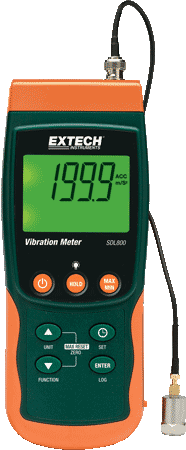 EXTECH
INSTRUMENTS
199.9
ACC
m/s²
Vibration Meter SDL800
HOLD
MAX
MIN
UNIT
MAX RESET
ZERO
SET
ENTER
FUNCTION
LOG